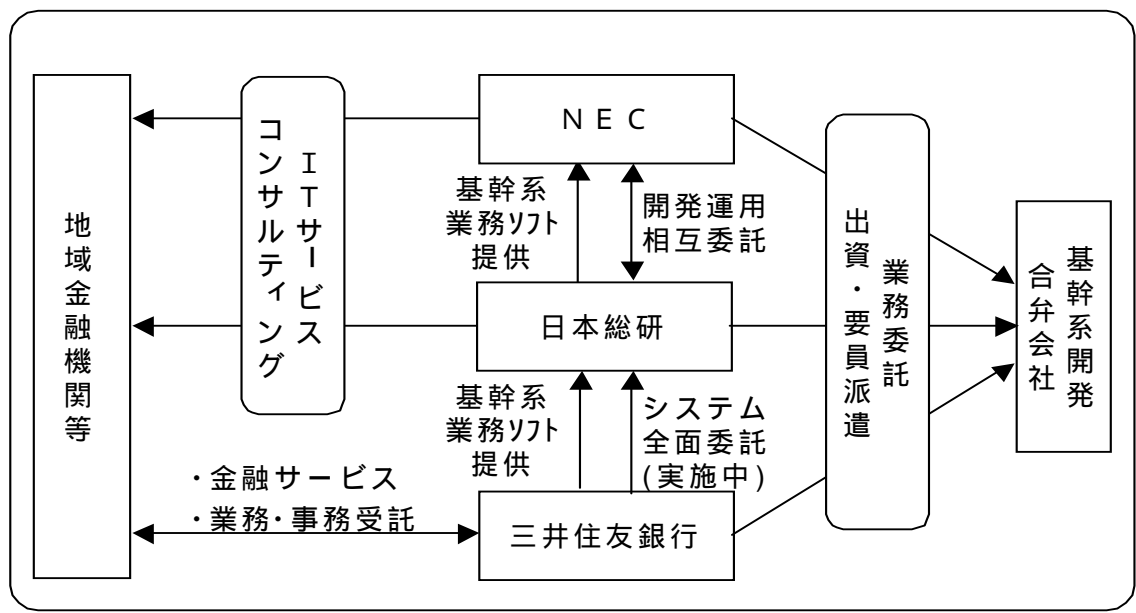 地域金融機関等
ITサービス
コンサルティング
NEC
基幹系
業務ソフト
提供
開発運用
相互委託
日本総研
基幹系
業務ソフト
提供
システム
全面委託
(実施中)
・金融サービス
・業務・事務受託
三井住友銀行
業務委託
出資・要員派遣
基幹系開発
合弁会社